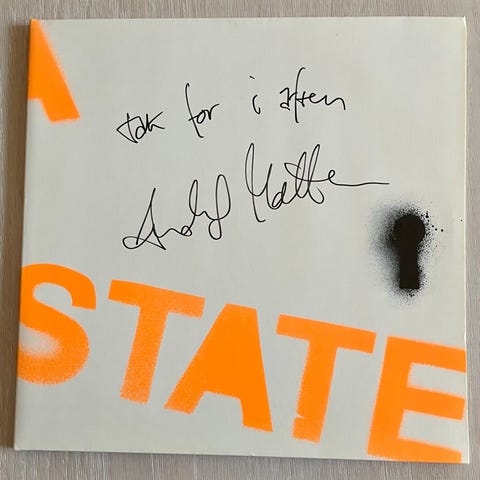 A
tak for i aften
STATE